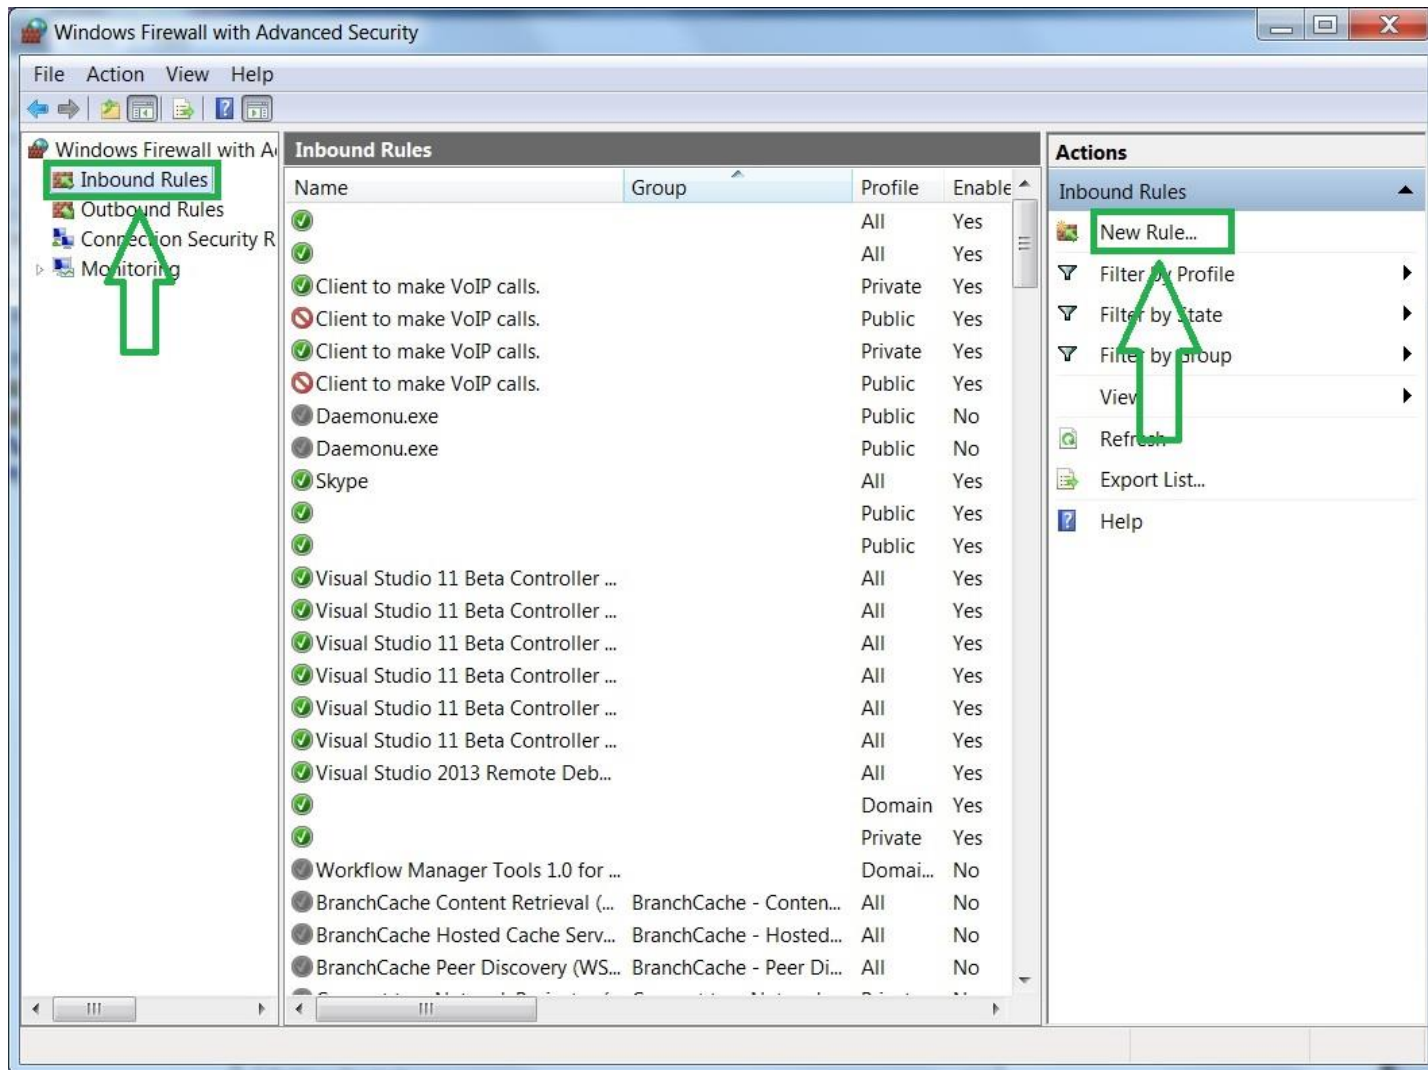 Windows Firewall with Advanced Security
File Action View Help
Windows Firewall with A
Inbound Rules
Outbound Rules
Connection Security R
Monitoring
Inbound Rules
Name Group Profile Enable
All Yes
All Yes
Client to make VoIP calls. Private Yes
Client to make VoIP calls. Public Yes
Client to make VoIP calls. Private Yes
Client to make VoIP calls. Public Yes
Daemonu.exe Public No
Daemonu.exe Public No
Skype All Yes
Public Yes
Public Yes
Visual Studio 11 Beta Controller ... All Yes
Visual Studio 11 Beta Controller ... All Yes
Visual Studio 11 Beta Controller ... All Yes
Visual Studio 11 Beta Controller ... All Yes
Visual Studio 11 Beta Controller ... All Yes
Visual Studio 11 Beta Controller ... All Yes
Visual Studio 2013 Remote Deb... All Yes
Domain Yes
Private Yes
Workflow Manager Tools 1.0 for ... Domai... No
BranchCache Content Retrieval (... BranchCache - Conten... All No
BranchCache Hosted Cache Serv... BranchCache - Hosted... All No
BranchCache Peer Discovery (WS... BranchCache - Peer Di... All No
Actions
Inbound Rules
New Rule...
Filter by Profile
Filter by State
Filter by Group
View
Refresh
Export List...
Help